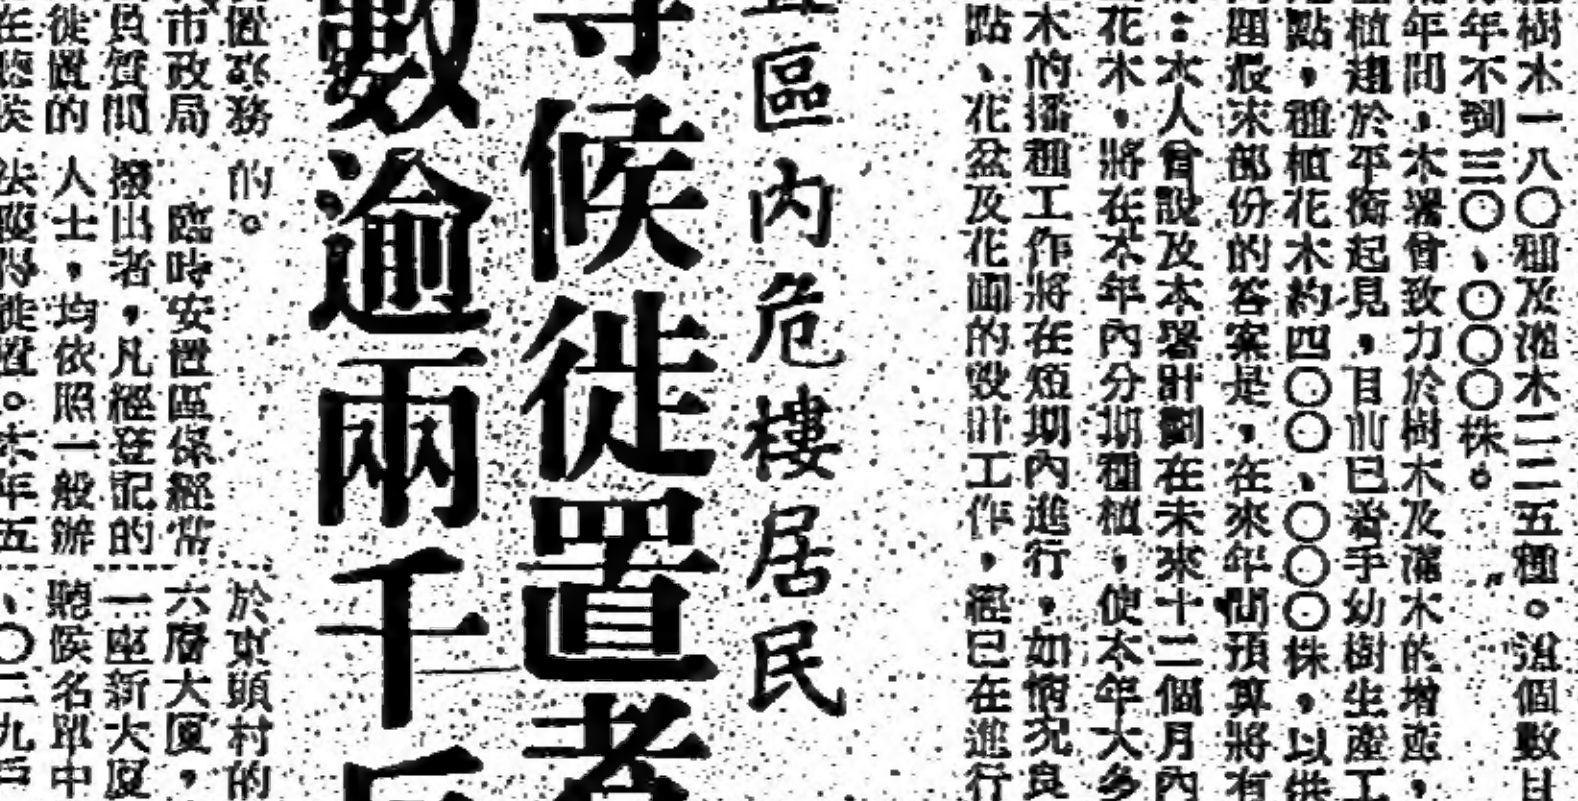 樹木一八〇種及灌木二二五種。這個數目
年不到三〇、〇〇〇株。
年間,本署曾致力於樹木及灌木的增產,
植趨於平衡起見,目前已着手幼樹生產工
點,種植花木約四〇〇、〇〇〇株,以供
題最來部份的答案是,在來年間預算將有
:本人曾說及本署計劃在未來十二個月內
花木,將在本年內分期種植,使本年大多
木的播種工作將在短期內進行,如情況良
點、花盆及花圃的設計工作,經已在進行
區內危樓居民
候徙置者
數逾兩千
置事務
的。
於東頭村的
市政局
臨時安置區保經常
六層大廈,
負質間
撥出者,凡經登記的
一座新大廈
徙置的
人士,均依照一般辦
聽候名單中
得徙置。六年五
、〇二九戶